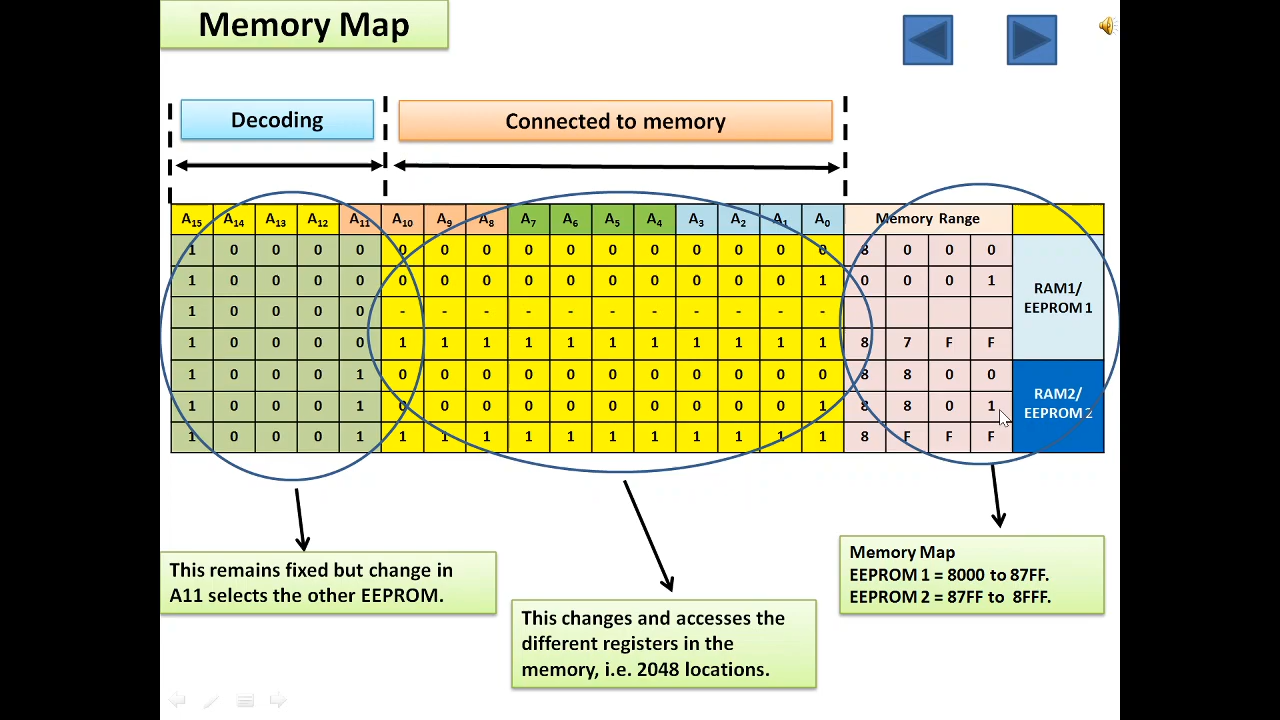 Memory Map
Decoding
Connected to memory
A15 A14 A13 A12 A11 A10 A9 A8 A7 A6 A5 A4 A3 A2 A1 A0 Memory Range
1 0 0 0 0 0 0 0 0 0 0 0 0 0 0 0 8 0 0 0
1 0 0 0 0 0 0 0 0 0 0 0 0 0 0 1 0 0 0 1
RAM1/
EEPROM 1
1 0 0 0 0 - - - - - - - - - - -
1 0 0 0 0 1 1 1 1 1 1 1 1 1 1 1 8 7 F F
1 0 0 0 1 0 0 0 0 0 0 0 0 0 0 0 8 8 0 0
1 0 0 0 1 0 0 0 0 0 0 0 0 0 0 1 8 8 0 1
RAM2/
EEPROM 2
1 0 0 0 1 1 1 1 1 1 1 1 1 1 1 1 8 F F F
This remains fixed but change in
A11 selects the other EEPROM.
This changes and accesses the
different registers in the
memory, i.e. 2048 locations.
Memory Map
EEPROM 1 = 8000 to 87FF.
EEPROM 2 = 87FF to 8FFF.